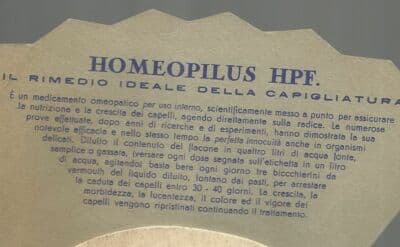 HOMEOPILUS HPF.
IL RIMEDIO IDEALE DELLA CAPIGLIATURA
È un medicamento omeopatico per uso interno, scientificamente messo a punto per assicurare
la nutrizione e la crescita dei capelli, agendo direttamente sulla radice. Le numerose
prove effettuate, dopo anni di ricerche e di esperimenti, hanno dimostrata la sua
notevole efficacia e nello stesso tempo la perfetta innocuità anche in organismi
delicati. Diluito il contenuto del flacone in quattro litri di acqua fonte,
semplice o gassata, (versare ogni dose segnata sull'etichetta in un litro
di acqua, agitando) basta bere ogni giorno tre bicchierini da
vermouth del liquido diluito, lontano dai pasti, per arrestare
la caduta dei capelli entro 30 - 40 giorni. La crescita, la
morbidezza, la lucentezza, il colore ed il vigore dei
capelli vengono ripristinati continuando il trattamento.